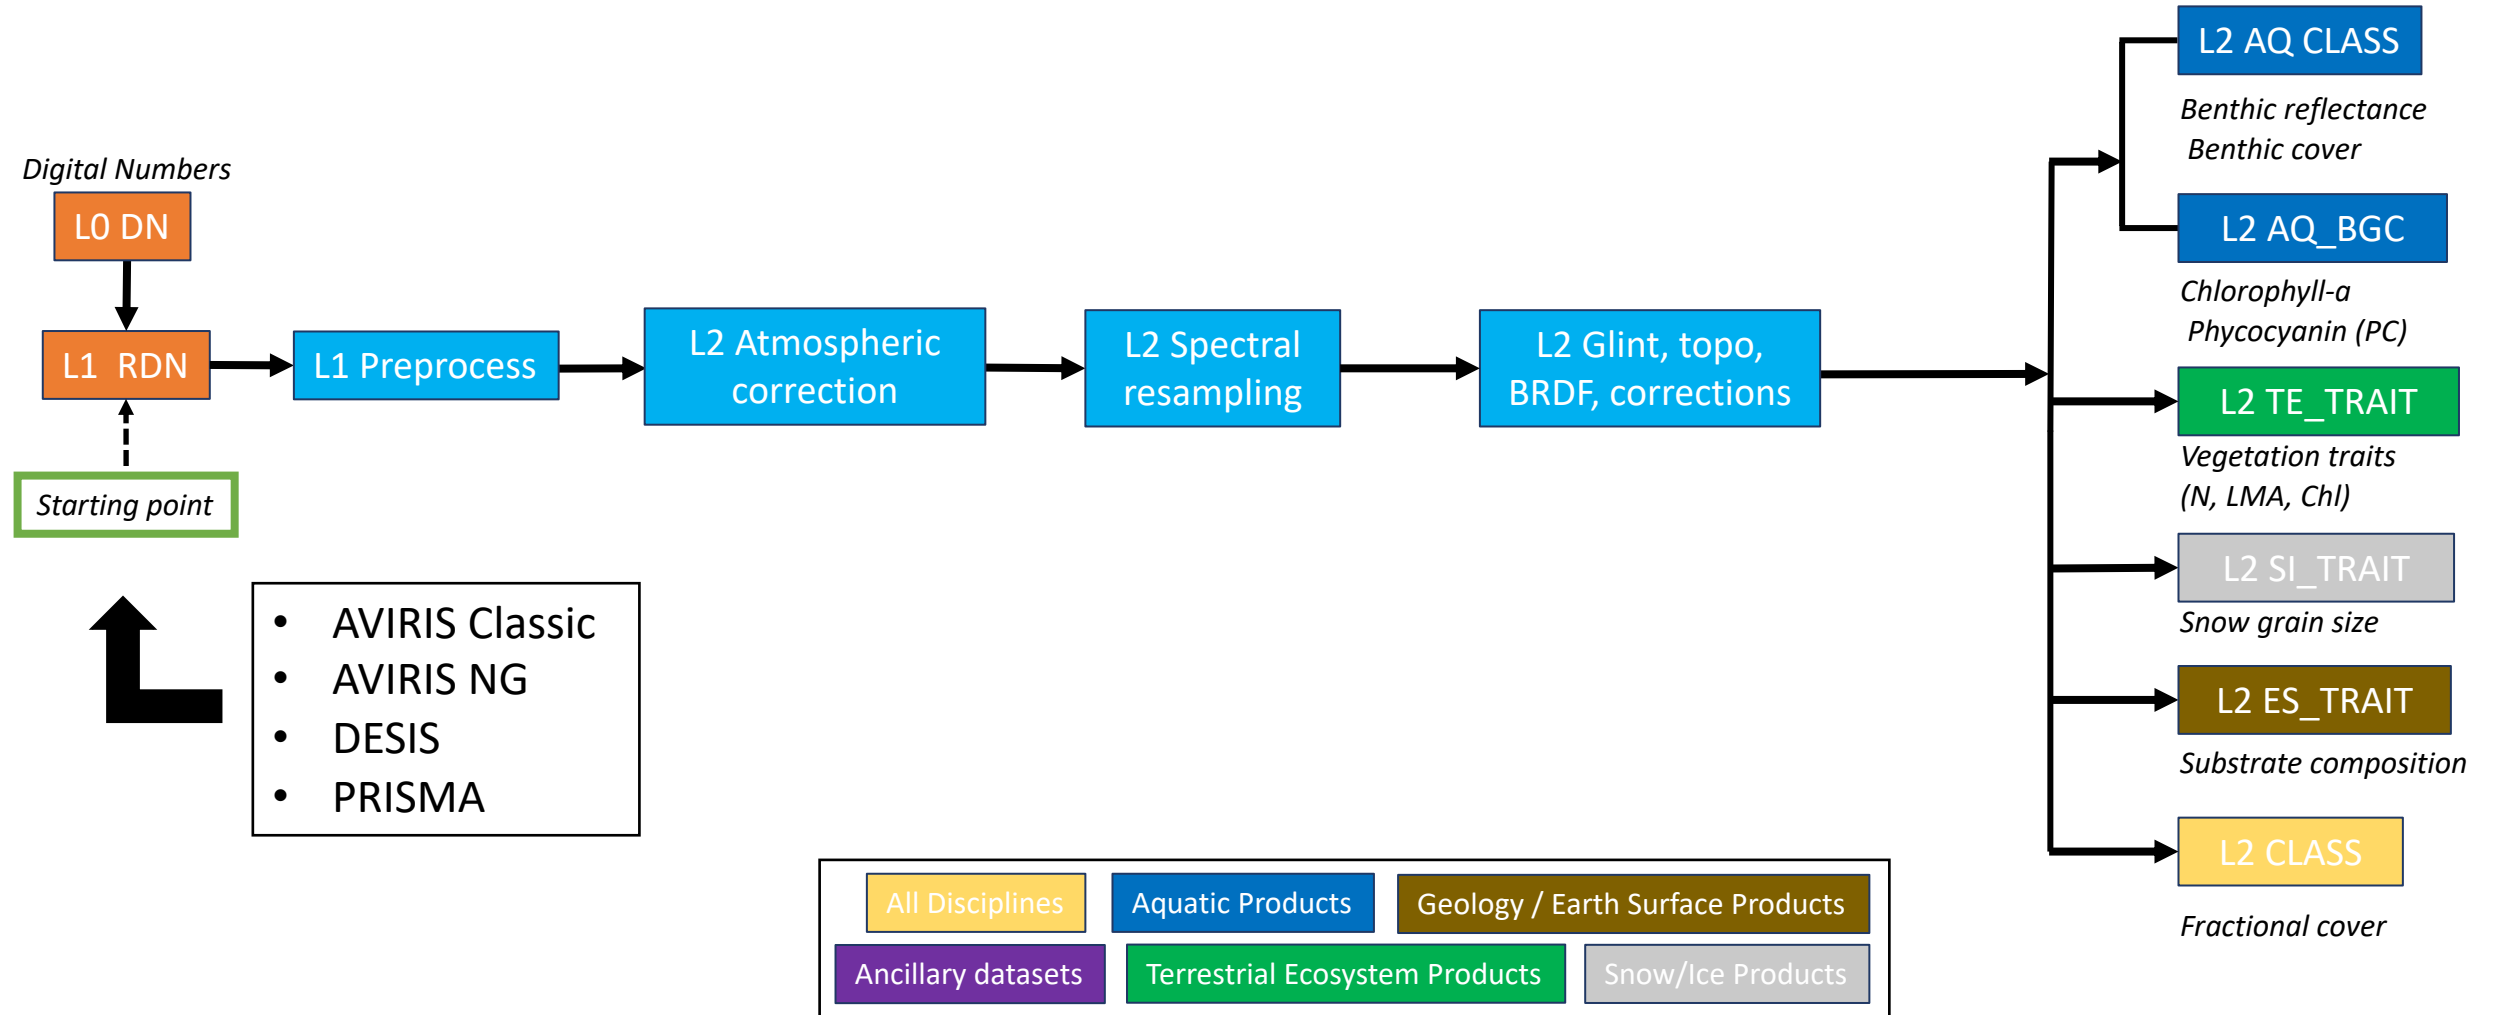 Digital Numbers
L0 DN
L1 RDN
Starting point
L1 Preprocess
L2 Atmospheric
correction
L2 Spectral
resampling
L2 Glint, topo,
BRDF, corrections
L2 AQ CLASS
Benthic reflectance
Benthic cover
L2 AQ_BGC
Chlorophyll-a
Phycocyanin (PC)
L2 TE_TRAIT
Vegetation traits
(N, LMA, Chl)
L2 SI_TRAIT
Snow grain size
L2 ES_TRAIT
Substrate composition
L2 CLASS
Fractional cover
• AVIRIS Classic
• AVIRIS NG
• DESIS
• PRISMA
All Disciplines
Aquatic Products
Geology / Earth Surface Products
Ancillary datasets
Terrestrial Ecosystem Products
Snow/Ice Products